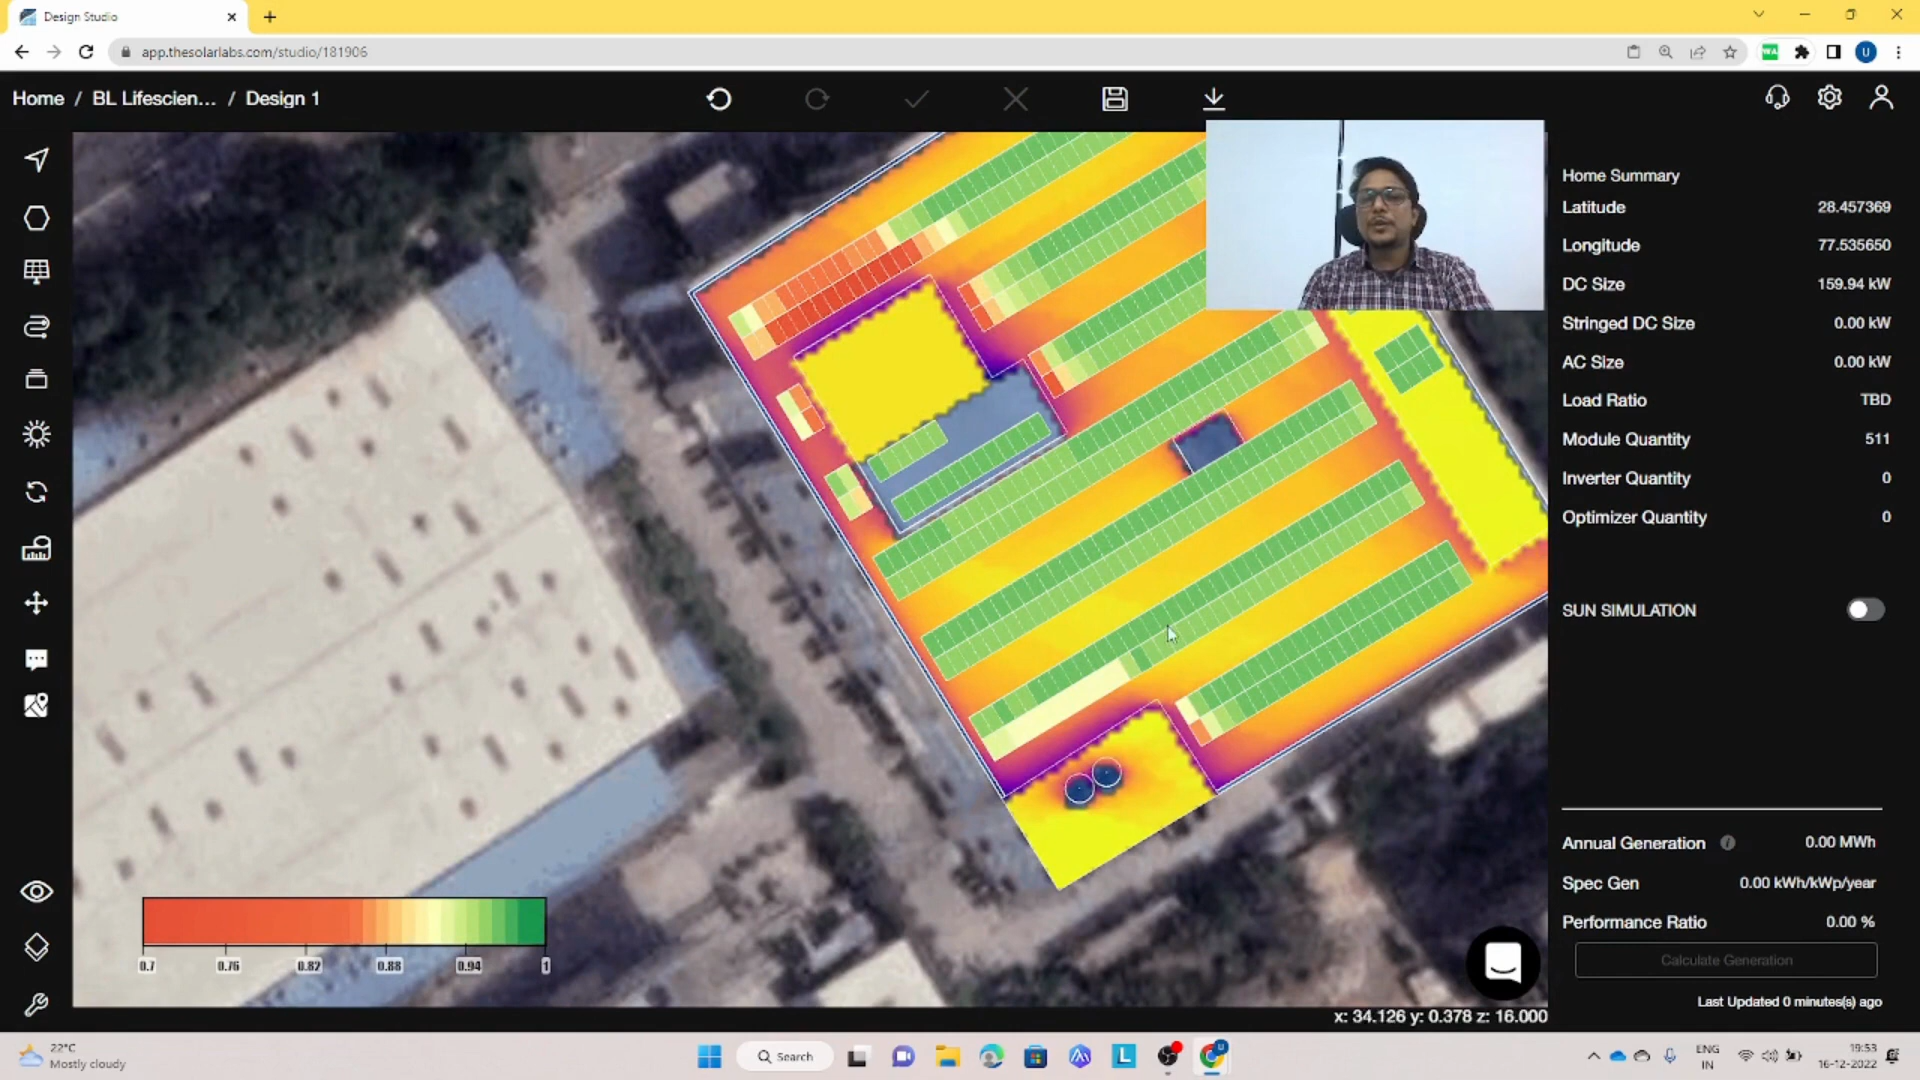 Design Studio
app.thesolarlabs.com/studio/181906
WA
U
Home / BL Lifescien... / Design 1
Home Summary
Latitude 28.457369
Longitude 77.535650
DC Size 159.94 kW
Stringed DC Size 0.00 kW
AC Size 0.00 kW
Load Ratio TBD
Module Quantity 511
Inverter Quantity 0
Optimizer Quantity 0
SUN SIMULATION
Annual Generation i 0.00 MWh
Spec Gen 0.00 kWh/kWp/year
Performance Ratio 0.00 %
Calculate Generation
Last Updated 0 minutes(s) ago
0.7 0.76 0.82 0.88 0.94 1
x: 34.126 y: 0.378 z: 16.000
22°C
Mostly cloudy
Search
L
U
ENG
IN
19:53
16-12-2022